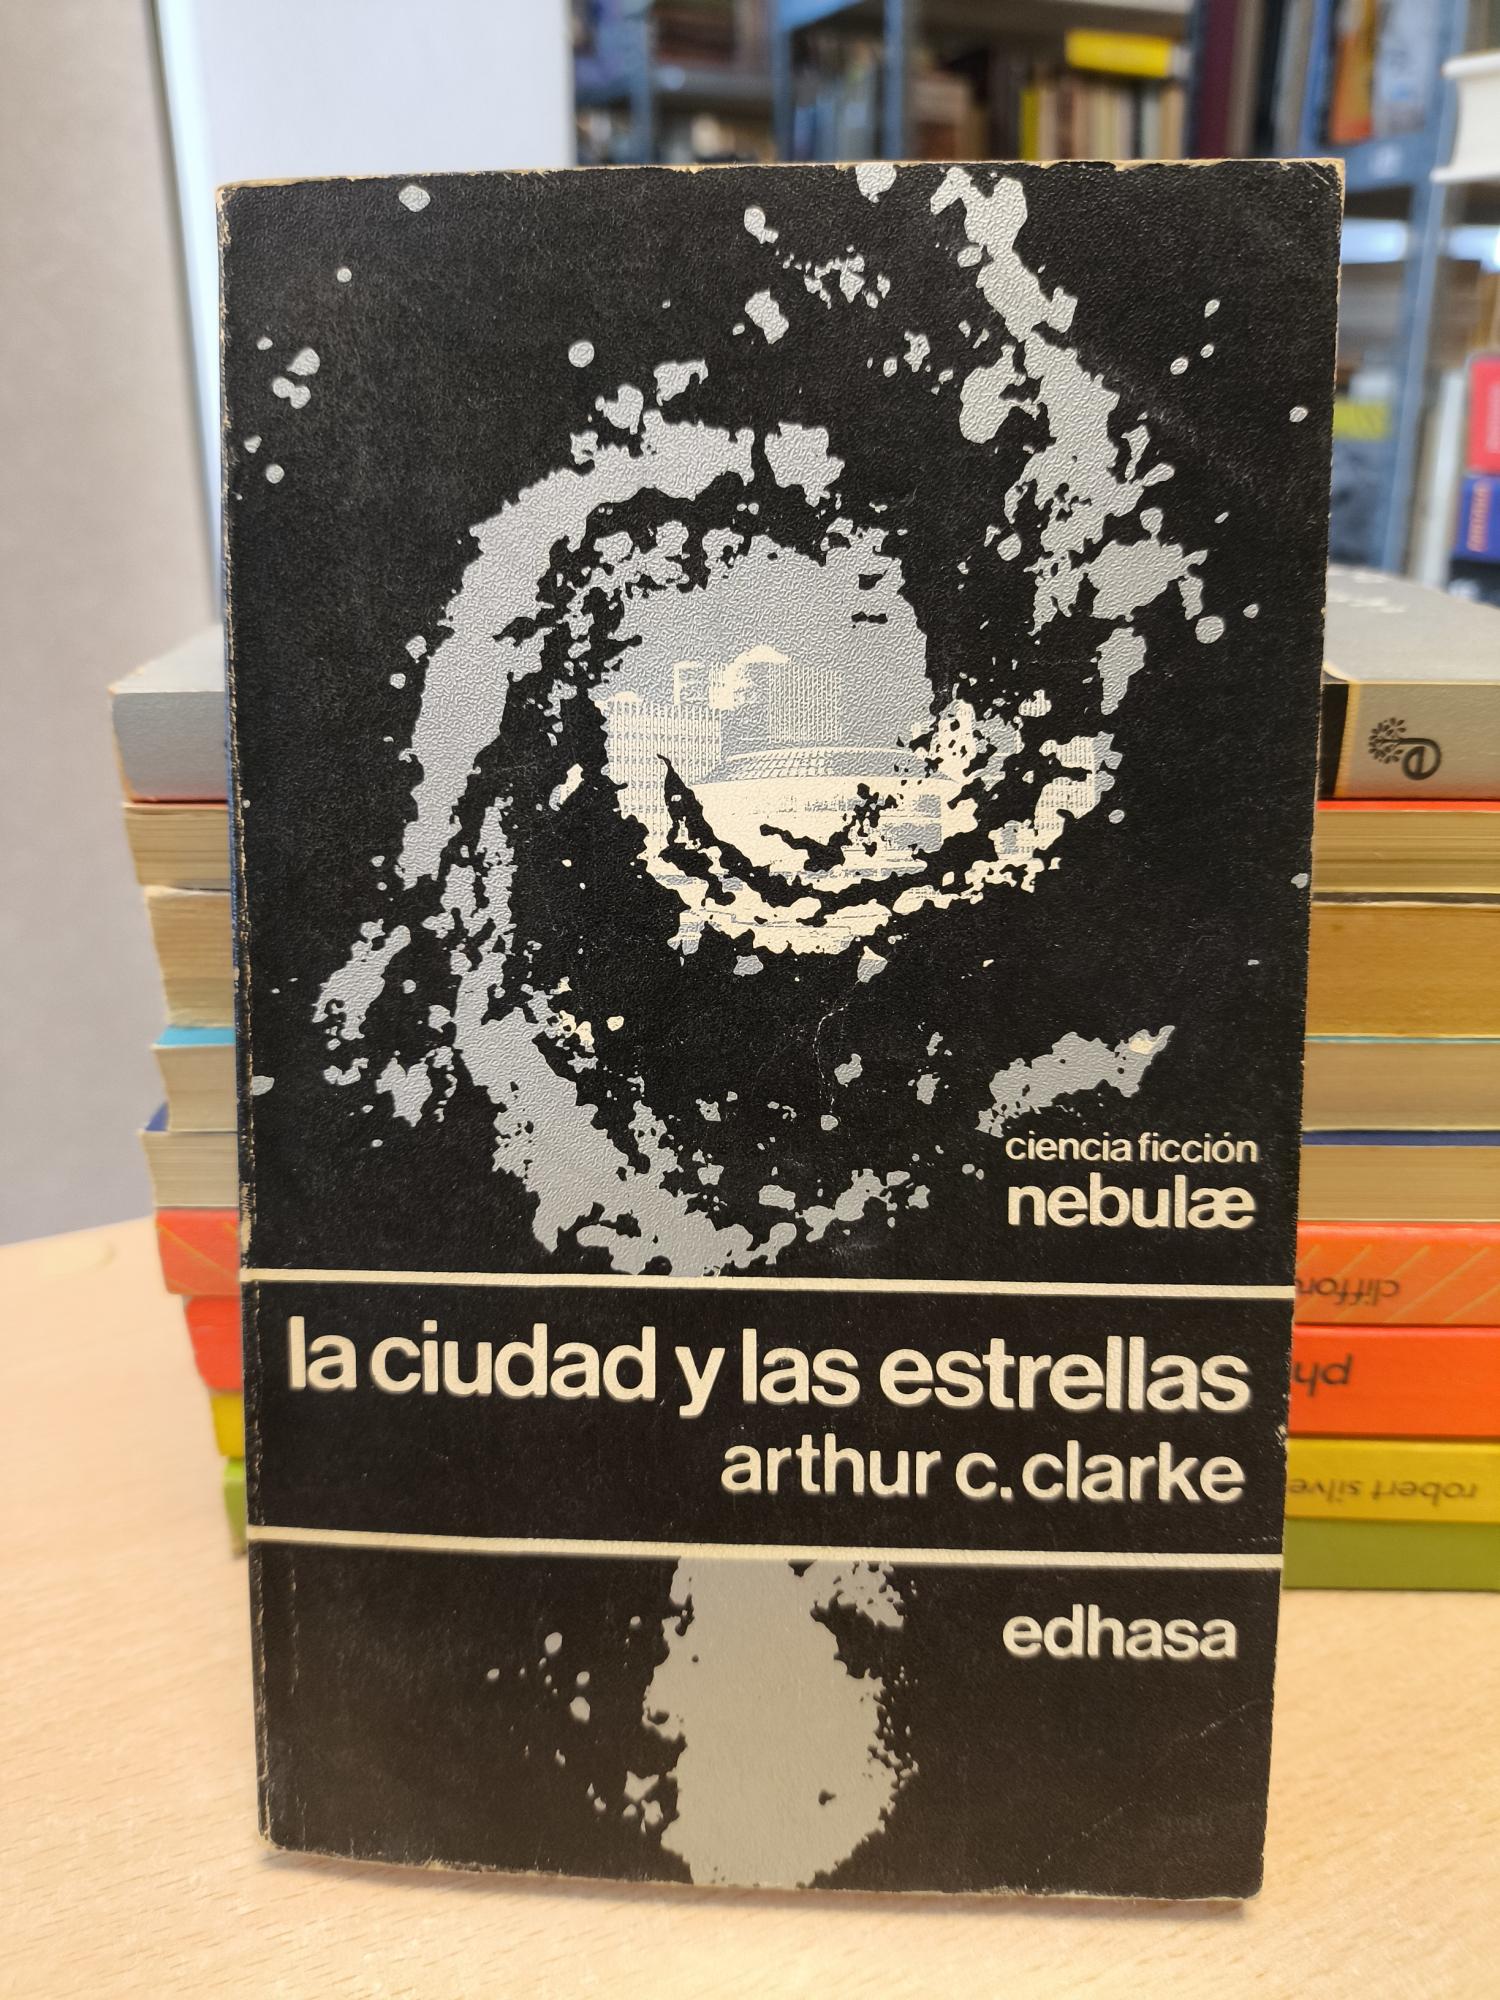 ciencia ficción
nebulæ
la ciudad y las estrellas
arthur c. clarke
edhasa
e
robert silve